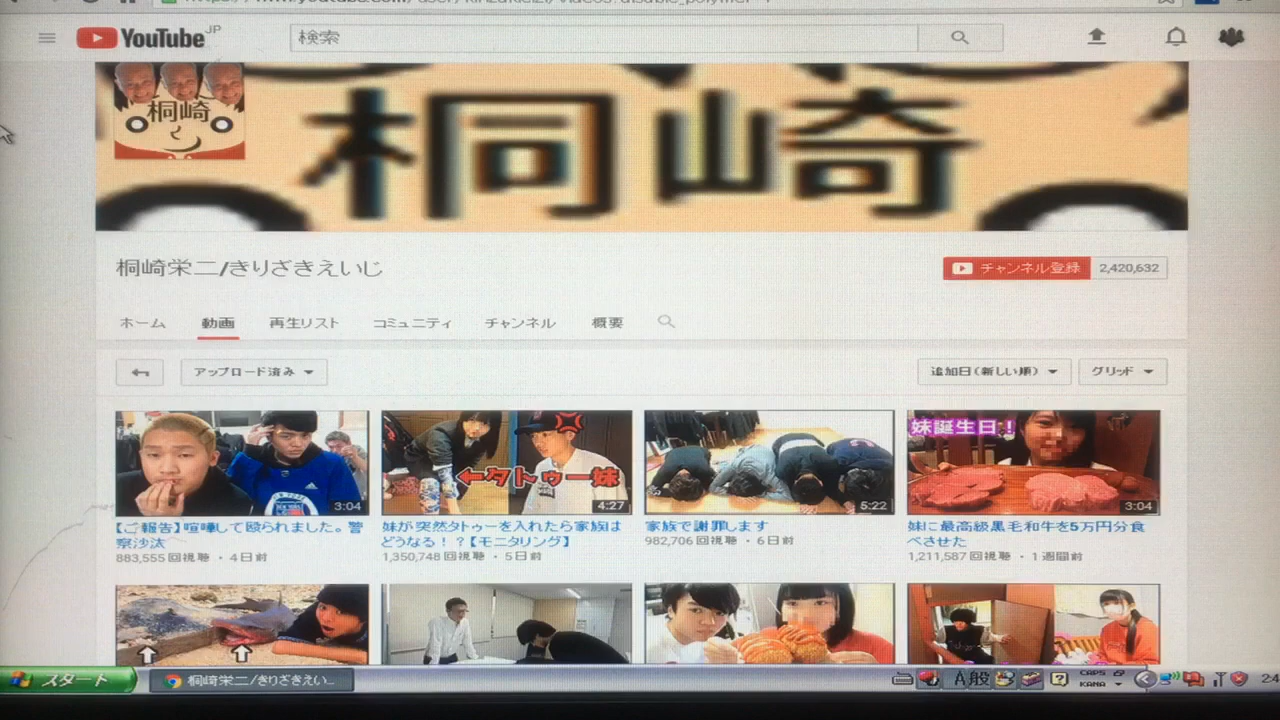 YouTube JP
検索
桐崎
桐崎
桐崎栄二/きりざきえいじ
チャンネル登録 2,420,632
ホーム 動画 再生リスト コミュニティ チャンネル 概要
アップロード済み 追加日(新しい順) グリッド
妹誕生日!
←タトゥー妹
3:04 4:27 5:22 3:04
【ご報告】喧嘩して殴られました。警
察沙汰
883,555 回視聴 ・ 4日前
妹が突然タトゥーを入れたら家族は
どうなる!?【モニタリング】
1,350,748 回視聴 ・ 5日前
家族で謝罪します
982,706 回視聴 ・ 6日前
妹に最高級黒毛和牛を5万円分食
べさせた
1,211,587 回視聴 ・ 1 週間前
スタート 桐崎栄二/きりざきえい... A般 CAPS KANA